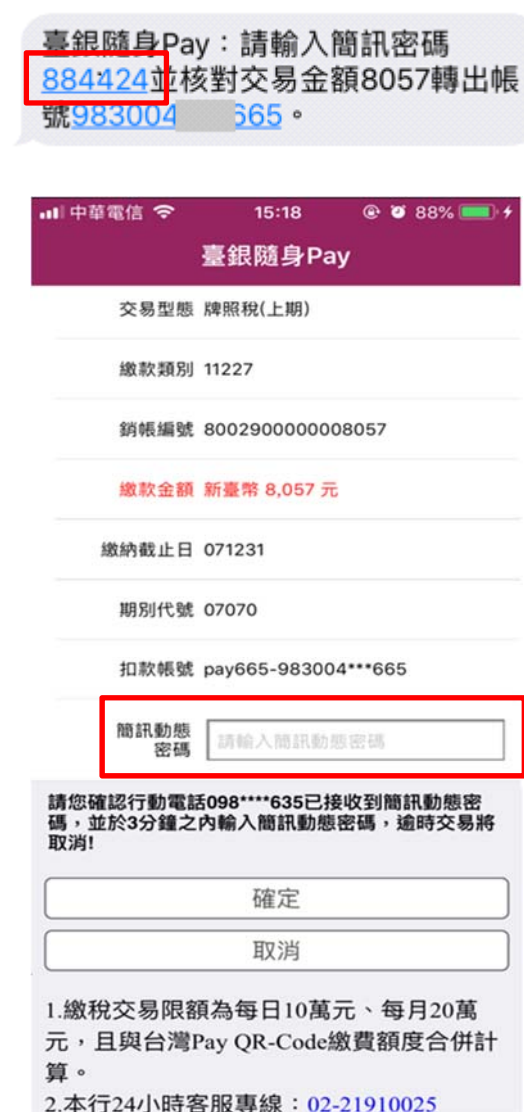 臺銀隨身Pay：請輸入簡訊密碼
884424並核對交易金額8057轉出帳
號983004 665。
中華電信 15:18 88%
臺銀隨身Pay
交易型態 牌照稅(上期)
繳款類別 11227
銷帳編號 8002900000008057
繳款金額 新臺幣 8,057 元
繳納截止日 071231
期別代號 07070
扣款帳號 pay665-983004***665
簡訊動態
密碼 請輸入簡訊動態密碼
請您確認行動電話098****635已接收到簡訊動態密
碼，並於3分鐘之內輸入簡訊動態密碼，逾時交易將
取消!
確定
取消
1.繳稅交易限額為每日10萬元、每月20萬
元，且與台灣Pay QR-Code繳費額度合併計
算。
2.本行24小時客服專線：02-21910025